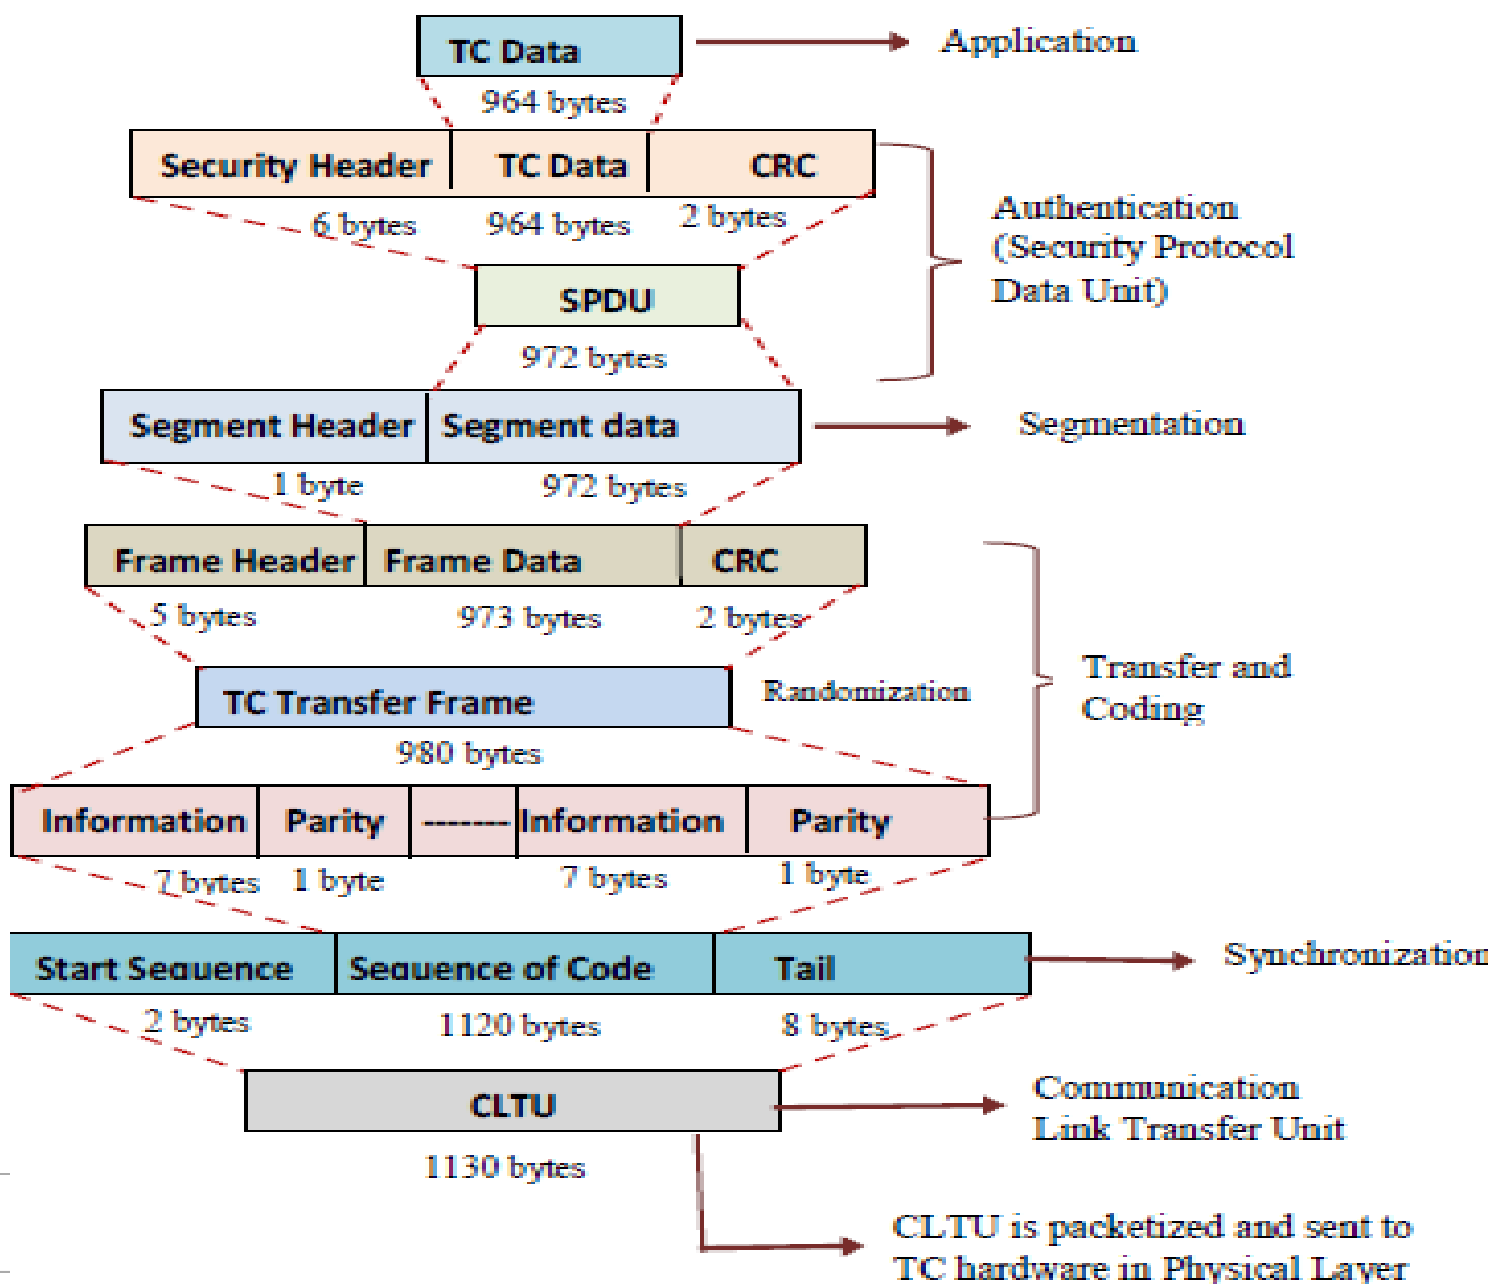 TC Data
Application
964 bytes
Security Header TC Data CRC
6 bytes 964 bytes 2 bytes
Authentication
(Security Protocol
Data Unit)
SPDU
972 bytes
Segment Header Segment data
Segmentation
1 byte 972 bytes
Frame Header Frame Data CRC
5 bytes 973 bytes 2 bytes
TC Transfer Frame
Randomization
Transfer and
Coding
980 bytes
Information Parity ------- Information Parity
7 bytes 1 byte 7 bytes 1 byte
Start Sequence Sequence of Code Tail
Synchronization
2 bytes 1120 bytes 8 bytes
CLTU
Communication
Link Transfer Unit
1130 bytes
CLTU is packetized and sent to
TC hardware in Physical Layer